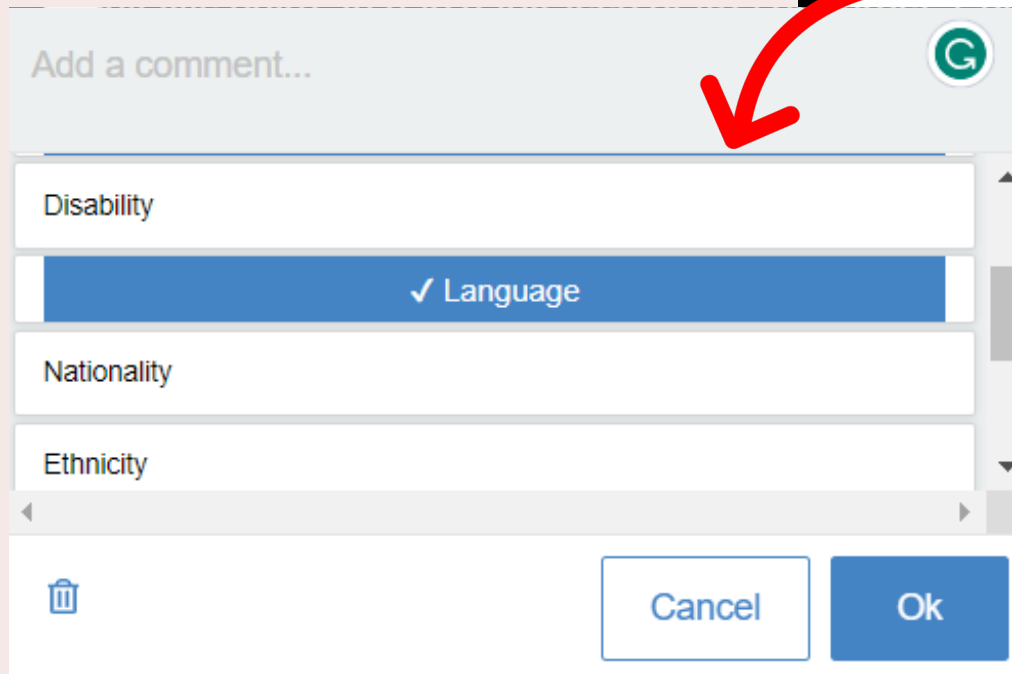 Add a comment...
Disability
✓ Language
Nationality
Ethnicity
Cancel
Ok